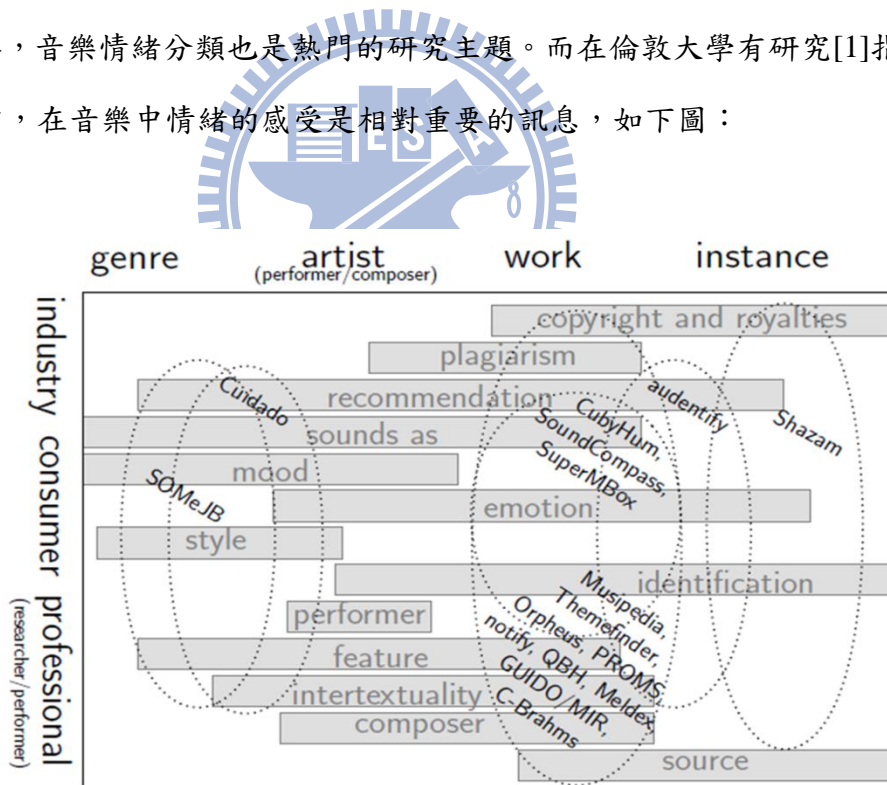 ，音樂情緒分類也是熱門的研究主題。而在倫敦大學有研究[1]
，在音樂中情緒的感受是相對重要的訊息，如下圖：
ESA
8
genre artist work instance
(performer/composer)
industry consumer professional
(researcher/performer)
copyright and royalties
plagiarism
recommendation
Cuidado
audentify
Shazam
sounds as
CubyHum,
SoundCompass,
SuperMBox
mood
SOMeJB
emotion
style
identification
performer
Musipedia,
Themefinder,
Orpheus, PROMS,
notify, QBH, Meldex,
GUIDO/MIR,
C-Brahms
feature
intertextuality
composer
source